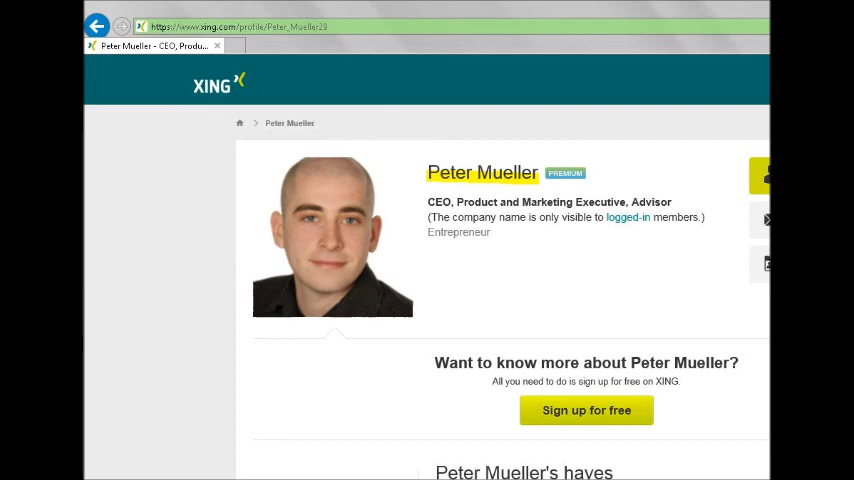 https://www.xing.com/profile/Peter_Mueller29
Peter Mueller - CEO, Produ...
XING
Peter Mueller
Peter Mueller PREMIUM
CEO, Product and Marketing Executive, Advisor
(The company name is only visible to logged-in members.)
Entrepreneur
Want to know more about Peter Mueller?
All you need to do is sign up for free on XING.
Sign up for free
Peter Mueller's haves